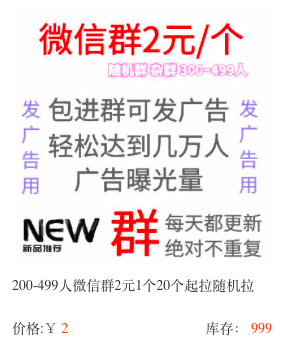 微信群2元/个
随机群 杂群 300~499人
发广告用
包进群可发广告
轻松达到几万人
广告曝光量
发广告用
NEW
新品推荐
群
每天都更新
绝对不重复
200-499人微信群2元1个20个起拉随机拉
价格:￥2
库存：999